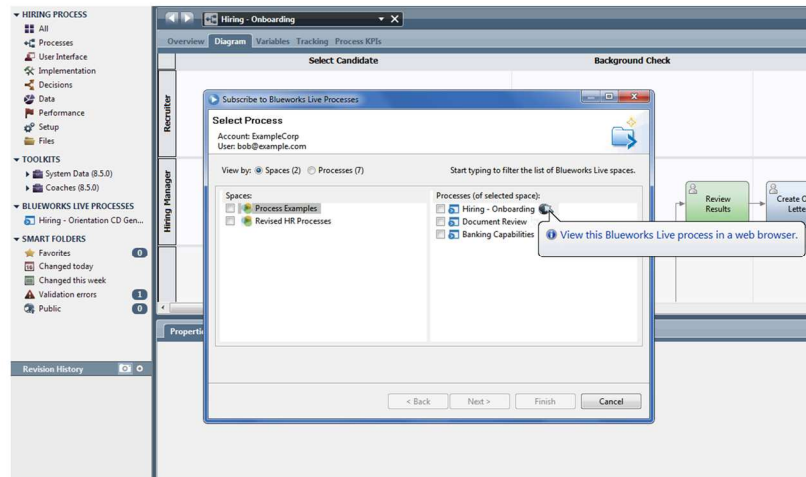 HIRING PROCESS
All
Processes
User Interface
Implementation
Decisions
Data
Performance
Setup
Files
TOOLKITS
System Data (8.5.0)
Coaches (8.5.0)
BLUEWORKS LIVE PROCESSES
Hiring - Orientation CD Gen...
SMART FOLDERS
Favorites 0
Changed today
Changed this week
Validation errors 1
Public 0
Revision History
Hiring - Onboarding
Overview Diagram Variables Tracking Process KPIs
Select Candidate Background Check
Recruiter
Hiring Manager
Review
Results
Create C
Lette
Properti
Subscribe to Blueworks Live Processes
Select Process
Account: ExampleCorp
User: bob@example.com
View by: Spaces (2) Processes (7) Start typing to filter the list of Blueworks Live spaces.
Spaces:
Process Examples
Revised HR Processes
Processes (of selected space):
Hiring - Onboarding
Document Review
Banking Capabilities
View this Blueworks Live process in a web browser.
< Back Next > Finish Cancel